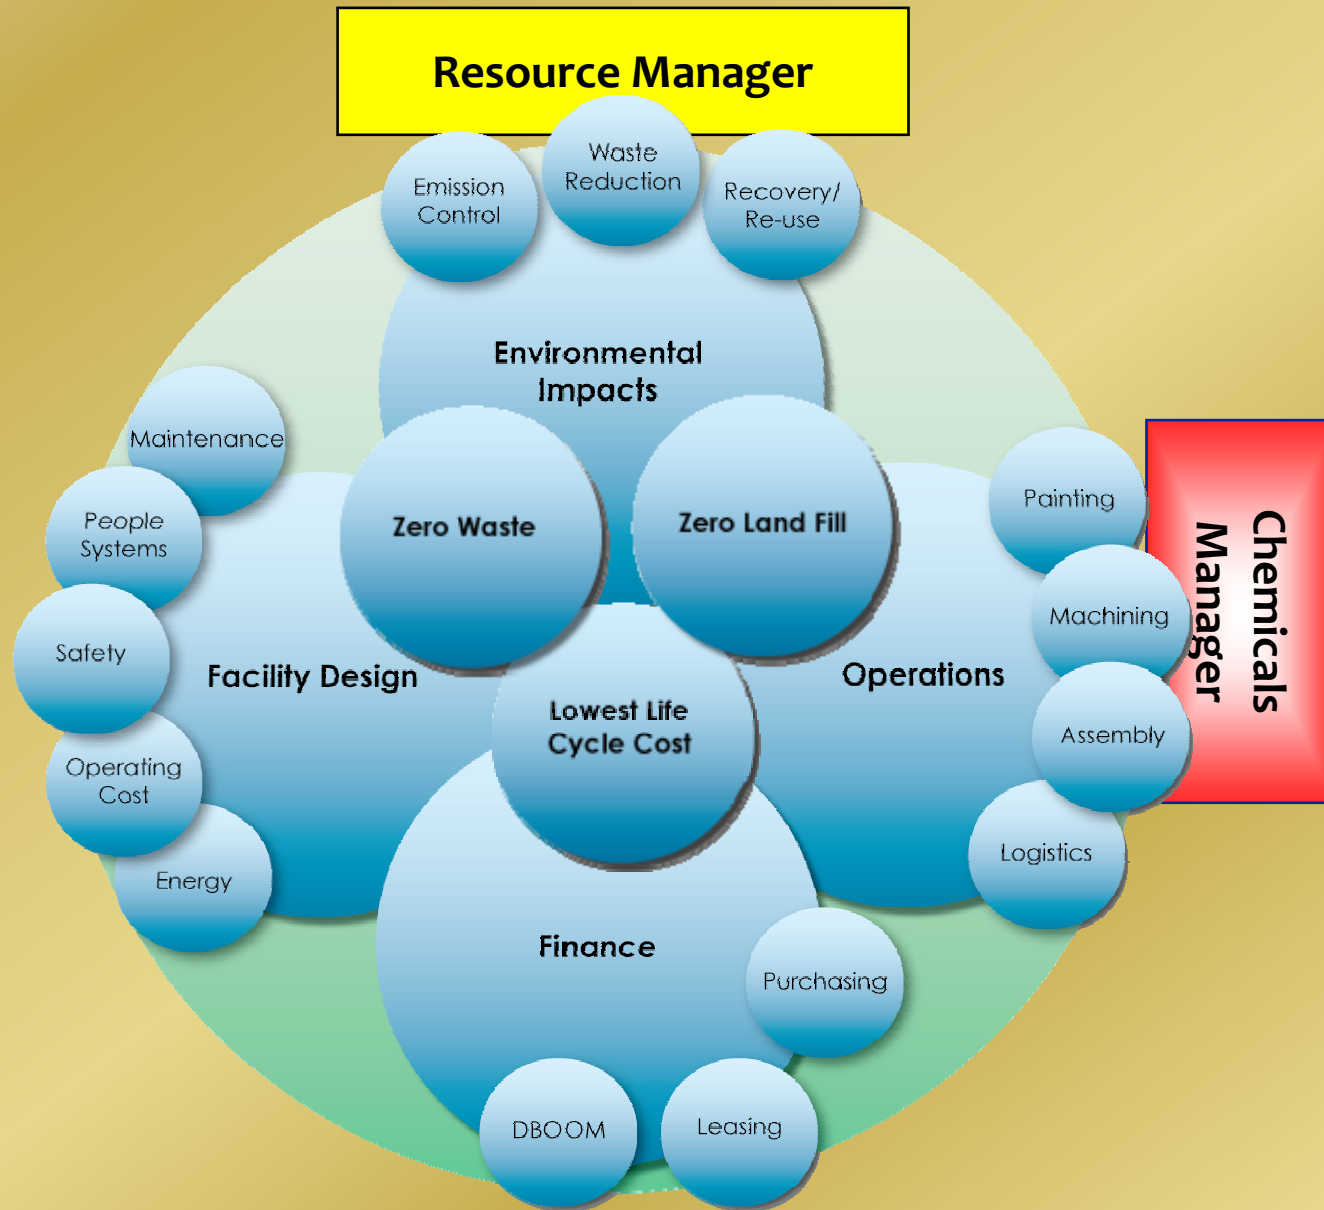 Resource Manager
Waste
Reduction
Emission
Control
Recovery/
Re-use
Environmental
Impacts
Maintenance
People
Systems
Safety
Operating
Cost
Energy
Facility Design
Zero Waste
Zero Land Fill
Lowest Life
Cycle Cost
Operations
Painting
Machining
Assembly
Logistics
Chemicals
Manager
Finance
Purchasing
DBOOM
Leasing